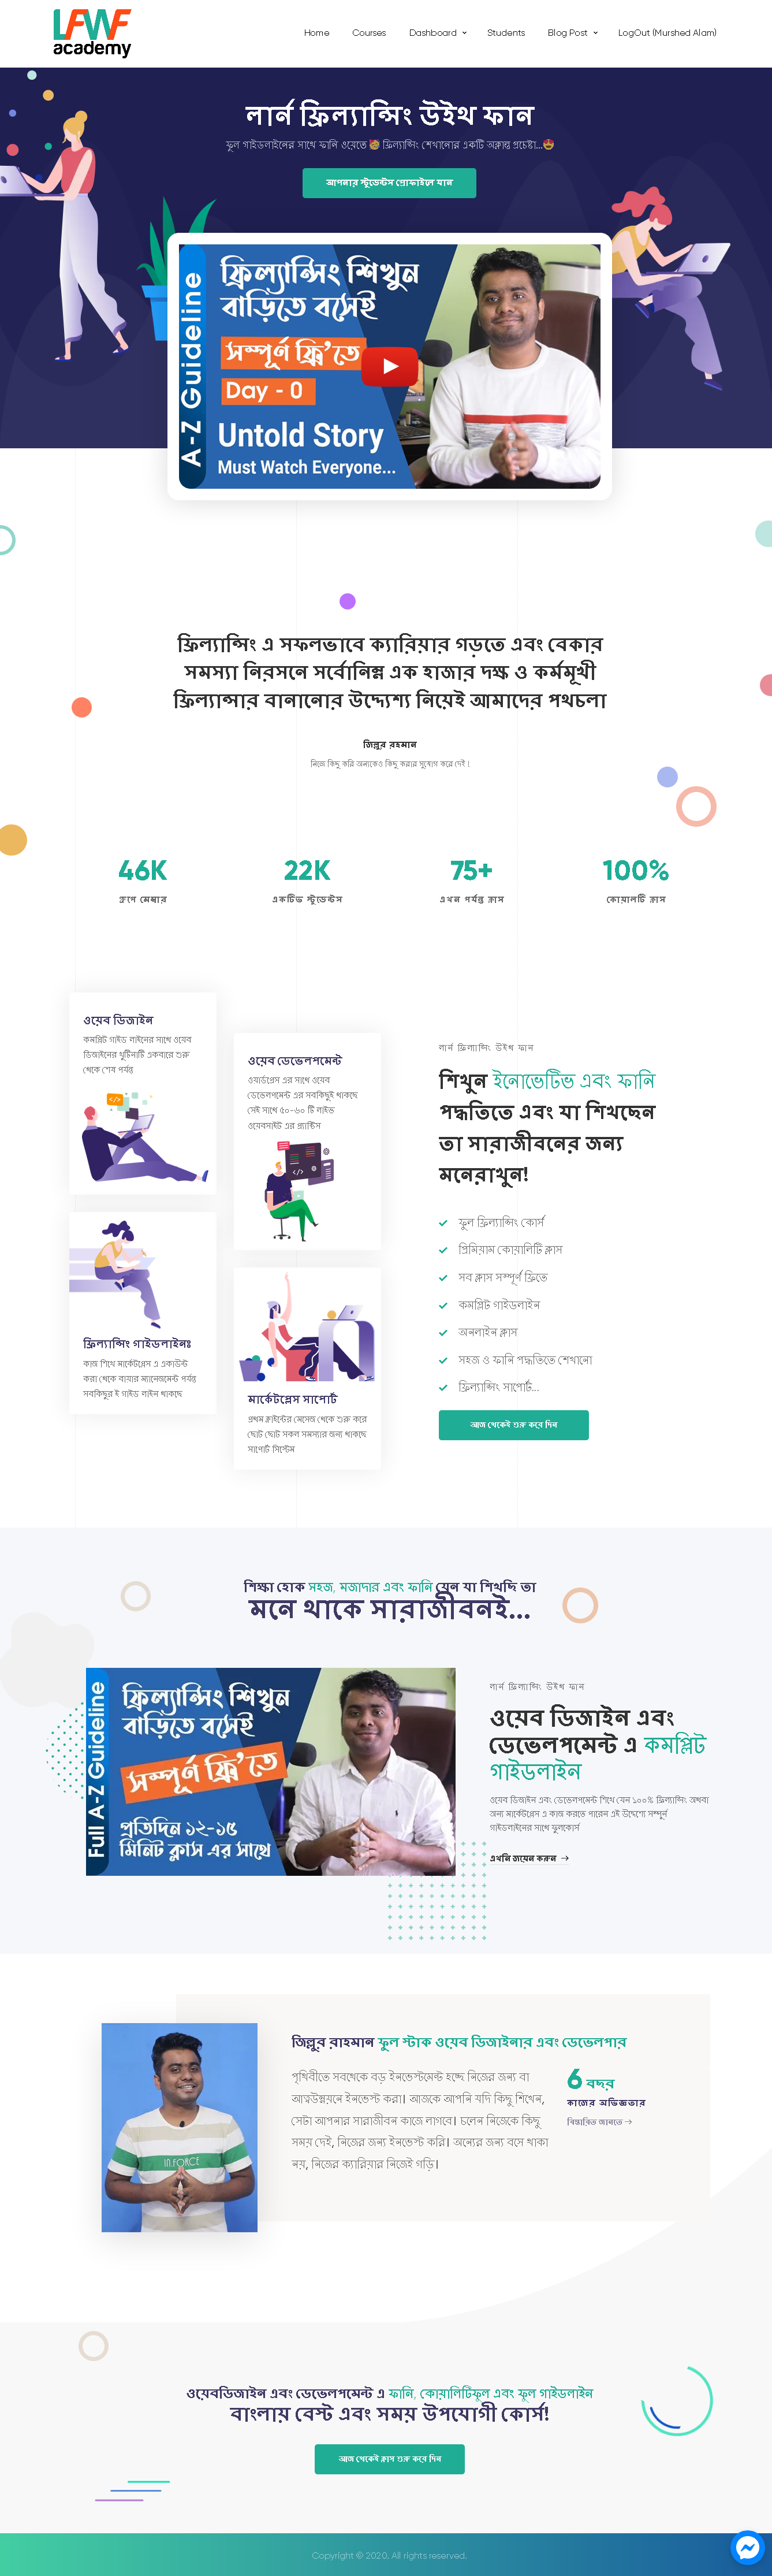 LFWF
academy
Home Courses Dashboard Students Blog Post LogOut (Murshed Alam)
লার্ন ফ্রিল্যান্সিং উইথ ফান
ফুল গাইডলাইনের সাথে ফানি ওয়েতে 🥳 ফ্রিল্যান্সিং শেখানোর একটি অক্লান্ত প্রচেষ্টা...😍
আপনার স্টুডেন্টস প্রোফাইলে যান
A-Z Guideline
ফ্রিল্যান্সিং শিখুন
বাড়িতে বসেই
সম্পূর্ণ ফ্রি'তে
Day - 0
Untold Story
Must Watch Everyone...
ফ্রিল্যান্সিং এ সফলভাবে ক্যারিয়ার গড়তে এবং বেকার
সমস্যা নিরসনে সর্বোনিম্ন এক হাজার দক্ষ ও কর্মমূখী
ফ্রিল্যান্সার বানানোর উদ্দ্যেশ্য নিয়েই আমাদের পথচলা
জিল্লুর রহমান
নিজে কিছু করি অন্যকেও কিছু করার সুযোগ করে দেই।
46K 22K 75+ 100%
গ্রুপে মেম্বার একটিভ স্টুডেন্টস এখন পর্যন্ত ক্লাস কোয়ালিটি ক্লাস
ওয়েব ডিজাইন
কমপ্লিট গাইড লাইনের সাথে ওয়েব
ডিজাইনের খুটিনাটি একবারে শুরু
থেকে শেষ পর্যন্ত
ওয়েব ডেভেলপমেন্ট
ওয়ার্ডপ্রেস এর সাথে ওয়েব
ডেভেলপমেন্ট এর সবকিছুই থাকছে
সেই সাথে ৫০-৬০ টি লাইভ
ওয়েবসাইট এর প্র্যাক্টিস
ফ্রিল্যান্সিং গাইডলাইনঃ
কাজ শিখে মার্কেটপ্লেস এ একাউন্ট
করা থেকে বায়ার ম্যানেজমেন্ট পর্যন্ত
সবকিছুর ই গাইড লাইন থাকছে
মার্কেটপ্লেস সাপোর্ট
প্রথম ক্লাইন্টের মেসেজ থেকে শুরু করে
ছোট ছোট সকল সমস্যার জন্য থাকছে
সাপোর্ট সিস্টেম
লার্ন ফ্রিল্যান্সিং উইথ ফান
শিখুন ইনোভেটিভ এবং ফানি
পদ্ধতিতে এবং যা শিখছেন
তা সারাজীবনের জন্য
মনেরাখুন!
ফুল ফ্রিল্যান্সিং কোর্স
প্রিমিয়াম কোয়ালিটি ক্লাস
সব ক্লাস সম্পূর্ণ ফ্রিতে
কমপ্লিট গাইডলাইন
অনলাইন ক্লাস
সহজ ও ফানি পদ্ধতিতে শেখানো
ফ্রিল্যান্সিং সাপোর্ট...
আজ থেকেই শুরু করে দিন
শিক্ষা হোক সহজ, মজাদার এবং ফানি যেন যা শিখছি তা
মনে থাকে সারাজীবনই...
Full A-Z Guideline
ফ্রিল্যান্সিং শিখুন
বাড়িতে বসেই
সম্পূর্ণ ফ্রি'তে
প্রতিদিন ১২-১৫
মিনিট ক্লাস এর সাথে
লার্ন ফ্রিল্যান্সিং উইথ ফান
ওয়েব ডিজাইন এবং
ডেভেলপমেন্ট এ কমপ্লিট
গাইডলাইন
ওয়েব ডিজাইন এবং ডেভেলপমেন্ট শিখে যেন ১০০% ফ্রিল্যান্সিং অথবা
অন্য মার্কেটপ্লেস এ কাজ করতে পারেন এই উদ্দেশ্যে সম্পূর্ন
গাইডলাইনের সাথে ফুলকোর্স
এখনি জয়েন করুন →
জিল্লুর রাহমান ফুল স্টাক ওয়েব ডিজাইনার এবং ডেভেলপার
পৃথিবীতে সবথেকে বড় ইনভেস্টমেন্ট হচ্ছে নিজের জন্য বা
আত্বউন্নয়নে ইনভেস্ট করা। আজকে আপনি যদি কিছু শিখেন,
সেটা আপনার সারাজীবন কাজে লাগবে। চলেন নিজেকে কিছু
সময় দেই, নিজের জন্য ইনভেস্ট করি। অন্যের জন্য বসে থাকা
নয়, নিজের ক্যারিয়ার নিজেই গড়ি।
6 বছর
কাজের অভিজ্ঞতার
বিস্তারিত জানতে →
IN.FORCE
ওয়েবডিজাইন এবং ডেভেলপমেন্ট এ ফানি, কোয়ালিটিফুল এবং ফুল গাইডলাইন
বাংলায় বেস্ট এবং সময় উপযোগী কোর্স!
আজ থেকেই ক্লাস শুরু করে দিন
Copyright © 2020. All rights reserved.